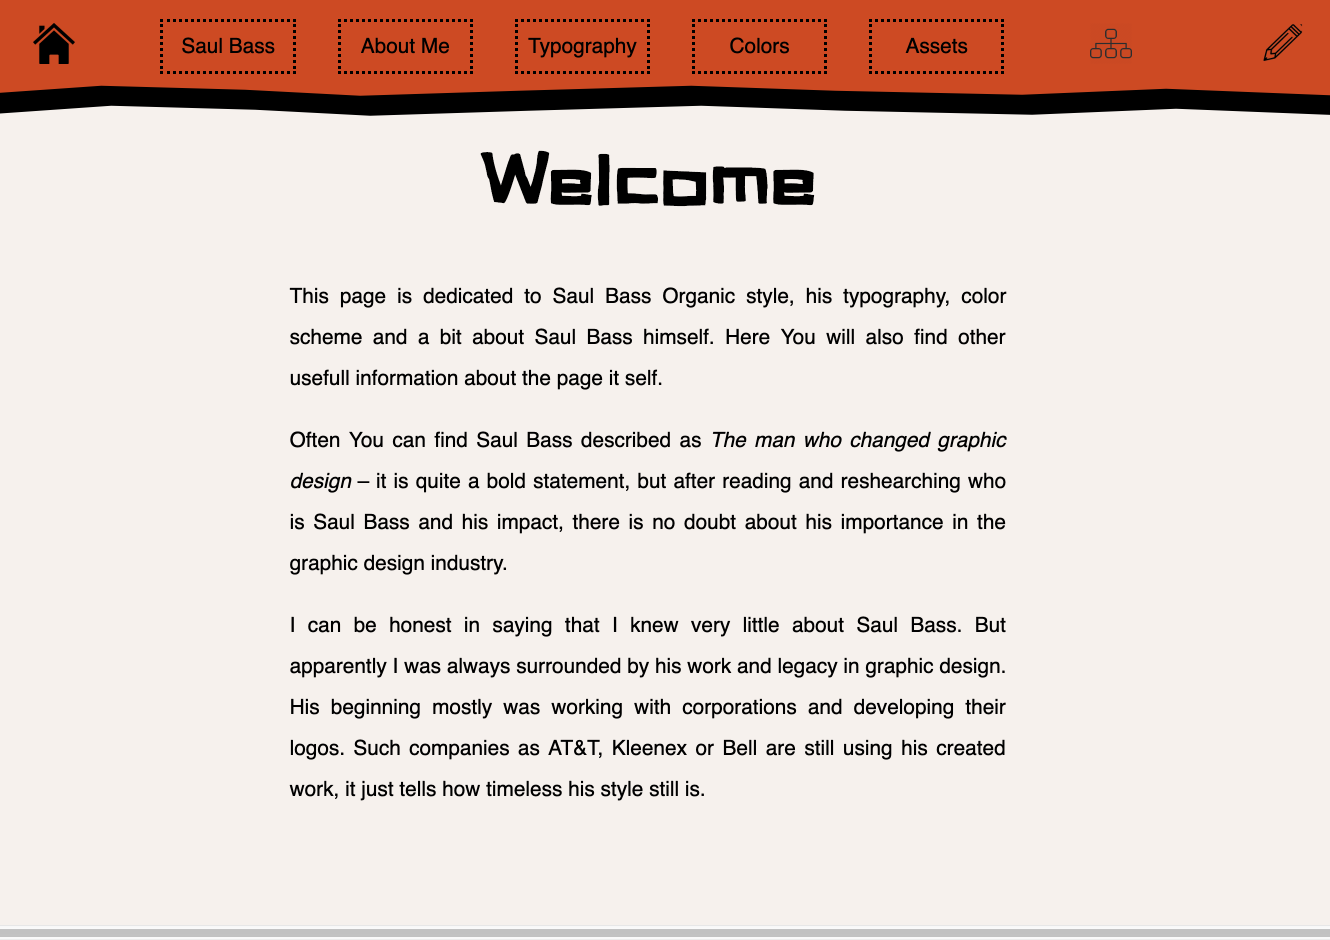 Saul Bass
About Me
Typography
Colors
Assets
Welcome
This page is dedicated to Saul Bass Organic style, his typography, color
scheme and a bit about Saul Bass himself. Here You will also find other
usefull information about the page it self.
Often You can find Saul Bass described as The man who changed graphic
design – it is quite a bold statement, but after reading and reshearching who
is Saul Bass and his impact, there is no doubt about his importance in the
graphic design industry.
I can be honest in saying that I knew very little about Saul Bass. But
apparently I was always surrounded by his work and legacy in graphic design.
His beginning mostly was working with corporations and developing their
logos. Such companies as AT&T, Kleenex or Bell are still using his created
work, it just tells how timeless his style still is.